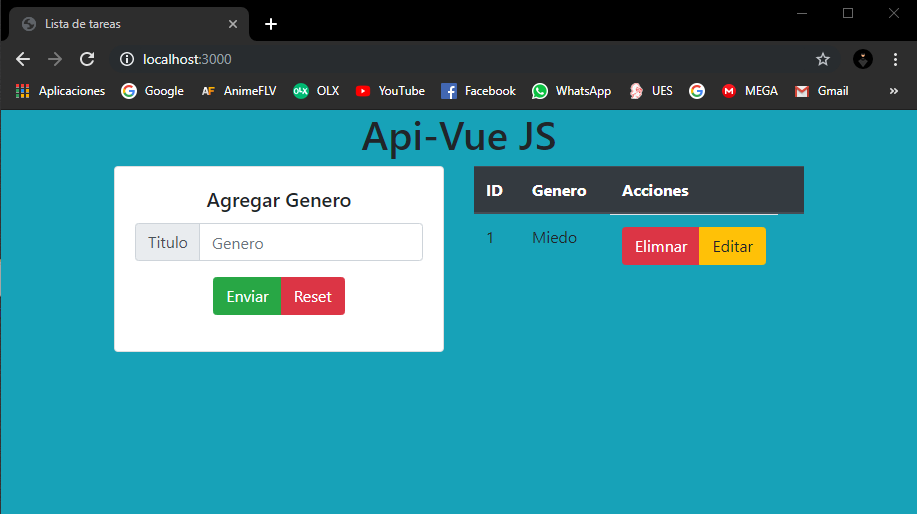 Lista de tareas
localhost:3000
Aplicaciones Google AnimeFLV OLX YouTube Facebook WhatsApp UES MEGA Gmail »
Api-Vue JS
Agregar Genero
Titulo Genero
Enviar Reset
ID Genero Acciones
1 Miedo Elimnar Editar